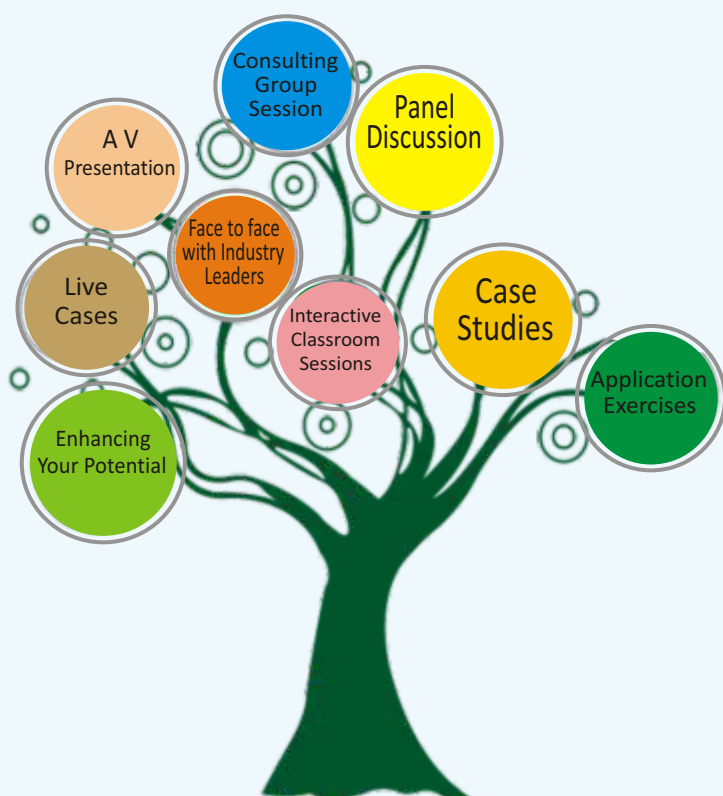 Consulting
Group
Session
Panel
Discussion
A V
Presentation
Face to face
with Industry
Leaders
Live
Cases
Interactive
Classroom
Sessions
Case
Studies
Application
Exercises
Enhancing
Your Potential